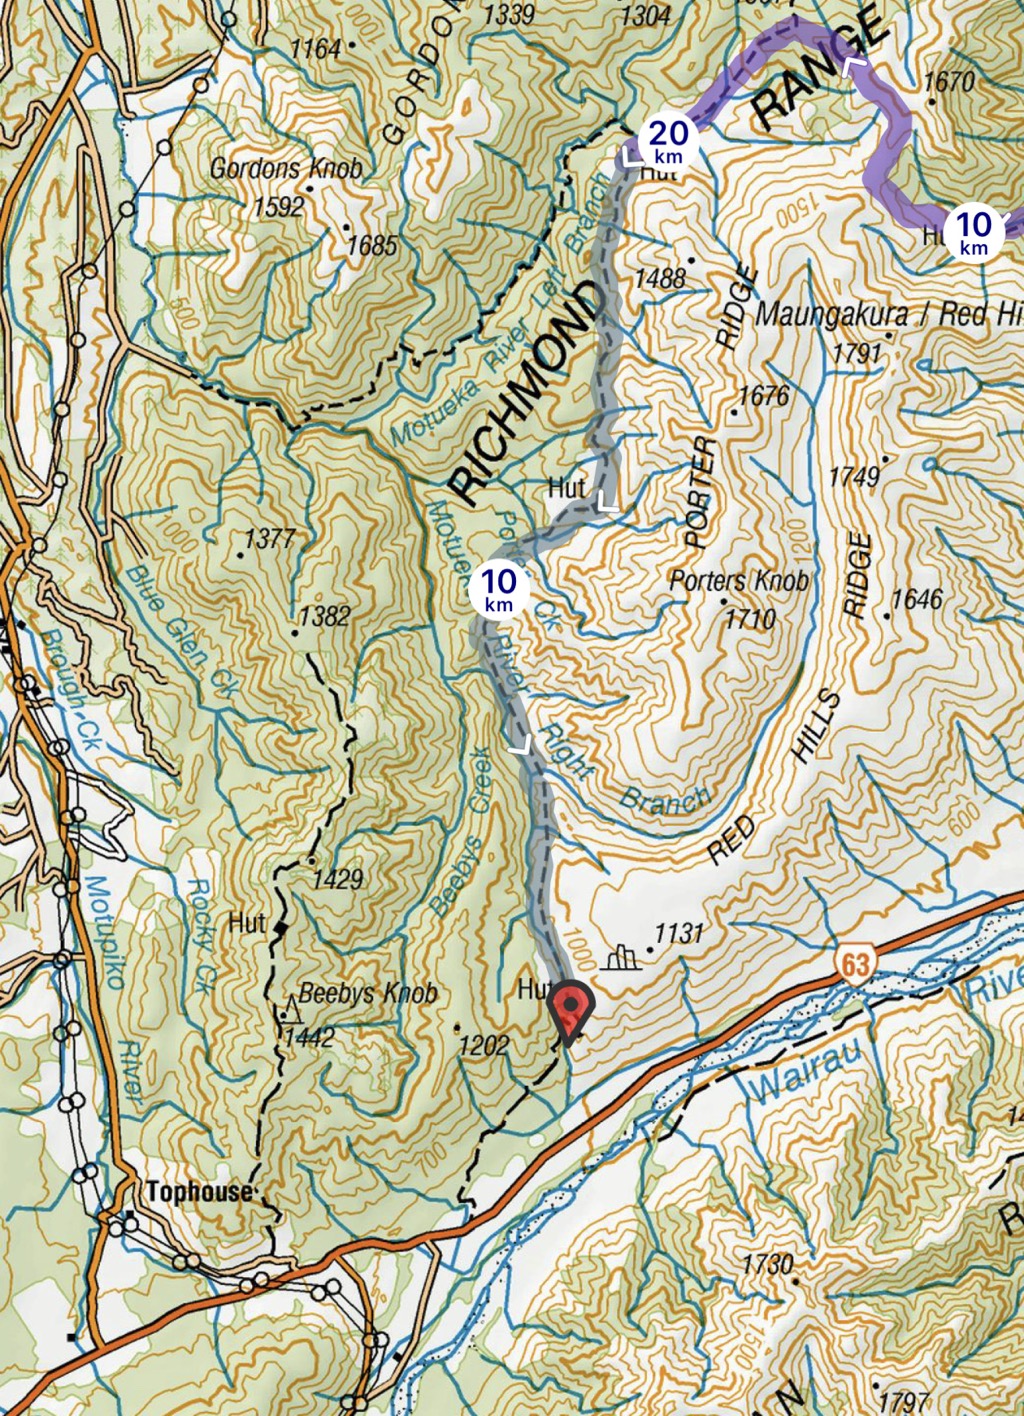 1339
1304
1164
GORDON
RANGE
1670
20
km
Hut
Gordons Knob
1592
1685
1500
10
km
1488
500
Motueka River Left Branch
RICHMOND
RIDGE
Maungakura / Red Hi
1791
1676
PORTER
1749
Hut
1000
1377
10
km
Ck
Porters Knob
1710
RIDGE
1646
1382
Blue Glen Ck
Brough Ck
River
Right
Branch
HILLS
RED
600
Beebys Creek
1429
Rocky Ck
Motupiko
River
Hut
1000
1131
63
Hut
Beebys Knob
1442
1202
Wairau
River
700
Tophouse
1730
1500
1797